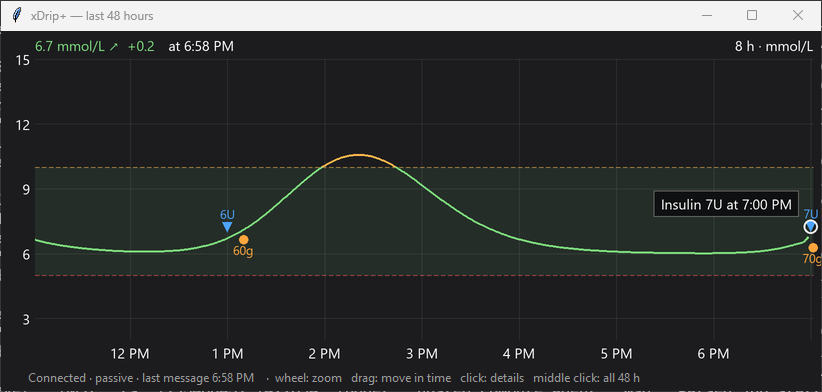 xDrip+ — last 48 hours
6.7 mmol/L ↗ +0.2 at 6:58 PM 8 h · mmol/L
15
12
9
6
3
6U
60g
Insulin 7U at 7:00 PM
7U
70g
12 PM 1 PM 2 PM 3 PM 4 PM 5 PM 6 PM
Connected · passive · last message 6:58 PM · wheel: zoom drag: move in time click: details middle click: all 48 h